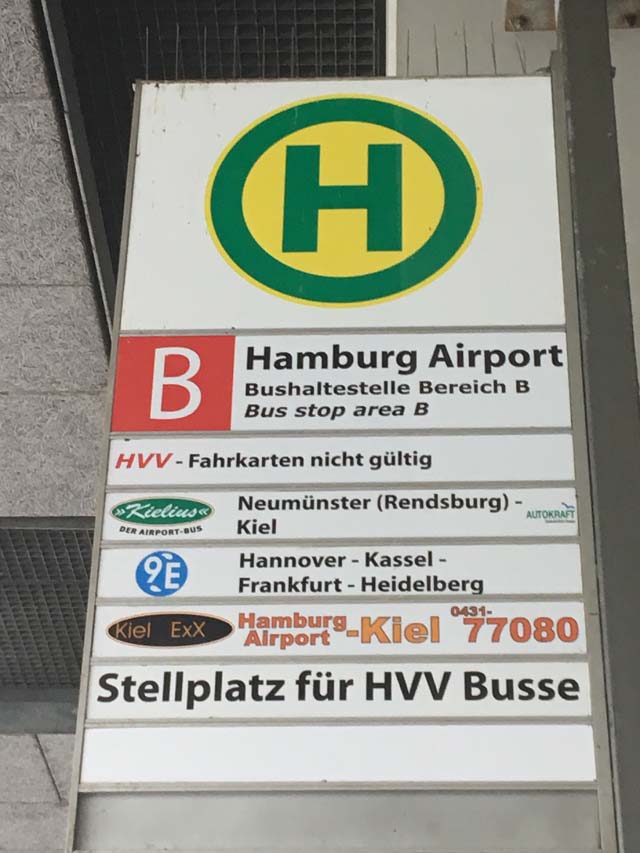 H
B
Hamburg Airport
Bushaltestelle Bereich B
Bus stop area B
HVV - Fahrkarten nicht gültig
»Kielius«
DER AIRPORT-BUS
Neumünster (Rendsburg) -
Kiel
AUTOKRAFT
9E
Hannover - Kassel -
Frankfurt - Heidelberg
Kiel ExX
Hamburg
Airport
-Kiel
0431-
77080
Stellplatz für HVV Busse